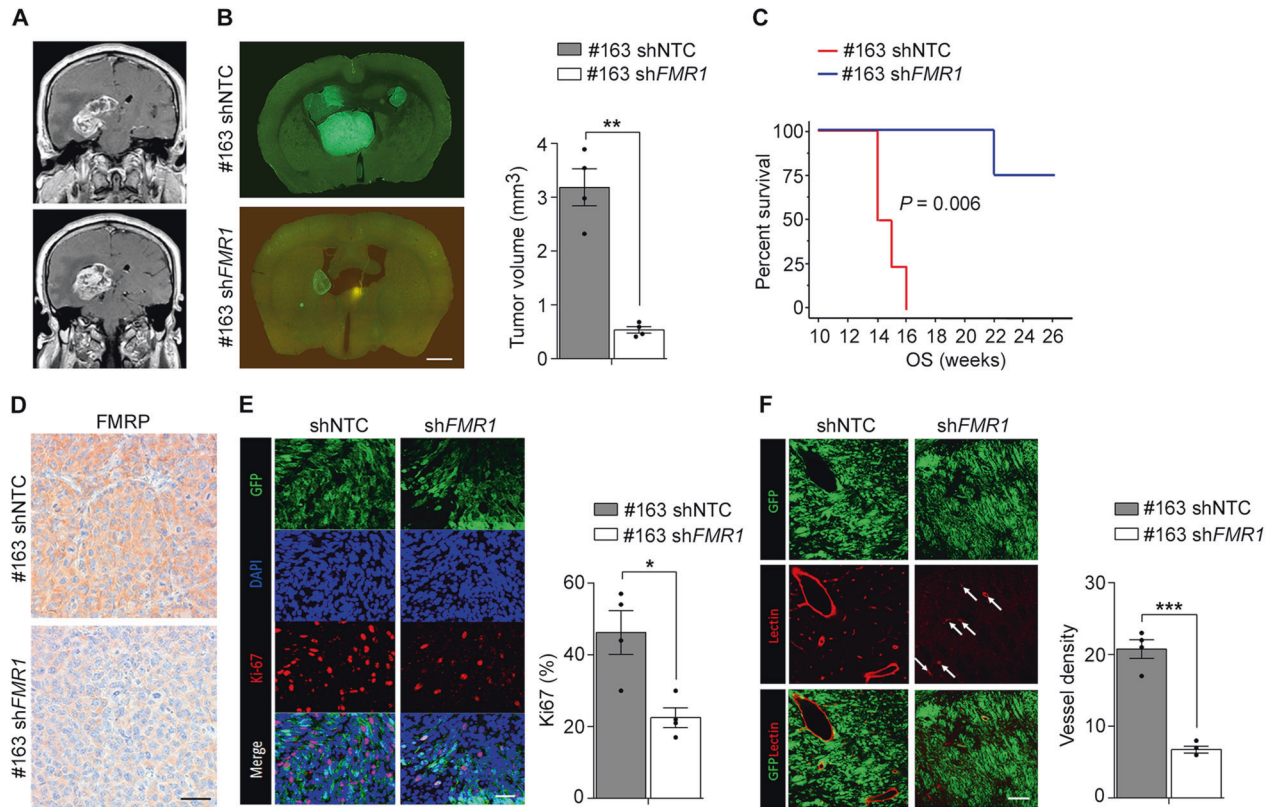 A
B
#163 shNTC
#163 shFMR1
#163 shNTC
#163 shFMR1
**
Tumor volume (mm3)
4
3
2
1
0
C
#163 shNTC
#163 shFMR1
Percent survival
100
75
50
25
0
P = 0.006
10 12 14 16 18 20 22 24 26
OS (weeks)
D
FMRP
#163 shNTC
#163 shFMR1
E
shNTC
shFMR1
GFP
DAPI
Ki-67
Merge
#163 shNTC
#163 shFMR1
*
Ki67 (%)
60
40
20
0
F
shNTC
shFMR1
GFP
Lectin
GFPLectin
#163 shNTC
#163 shFMR1
***
Vessel density
30
20
10
0